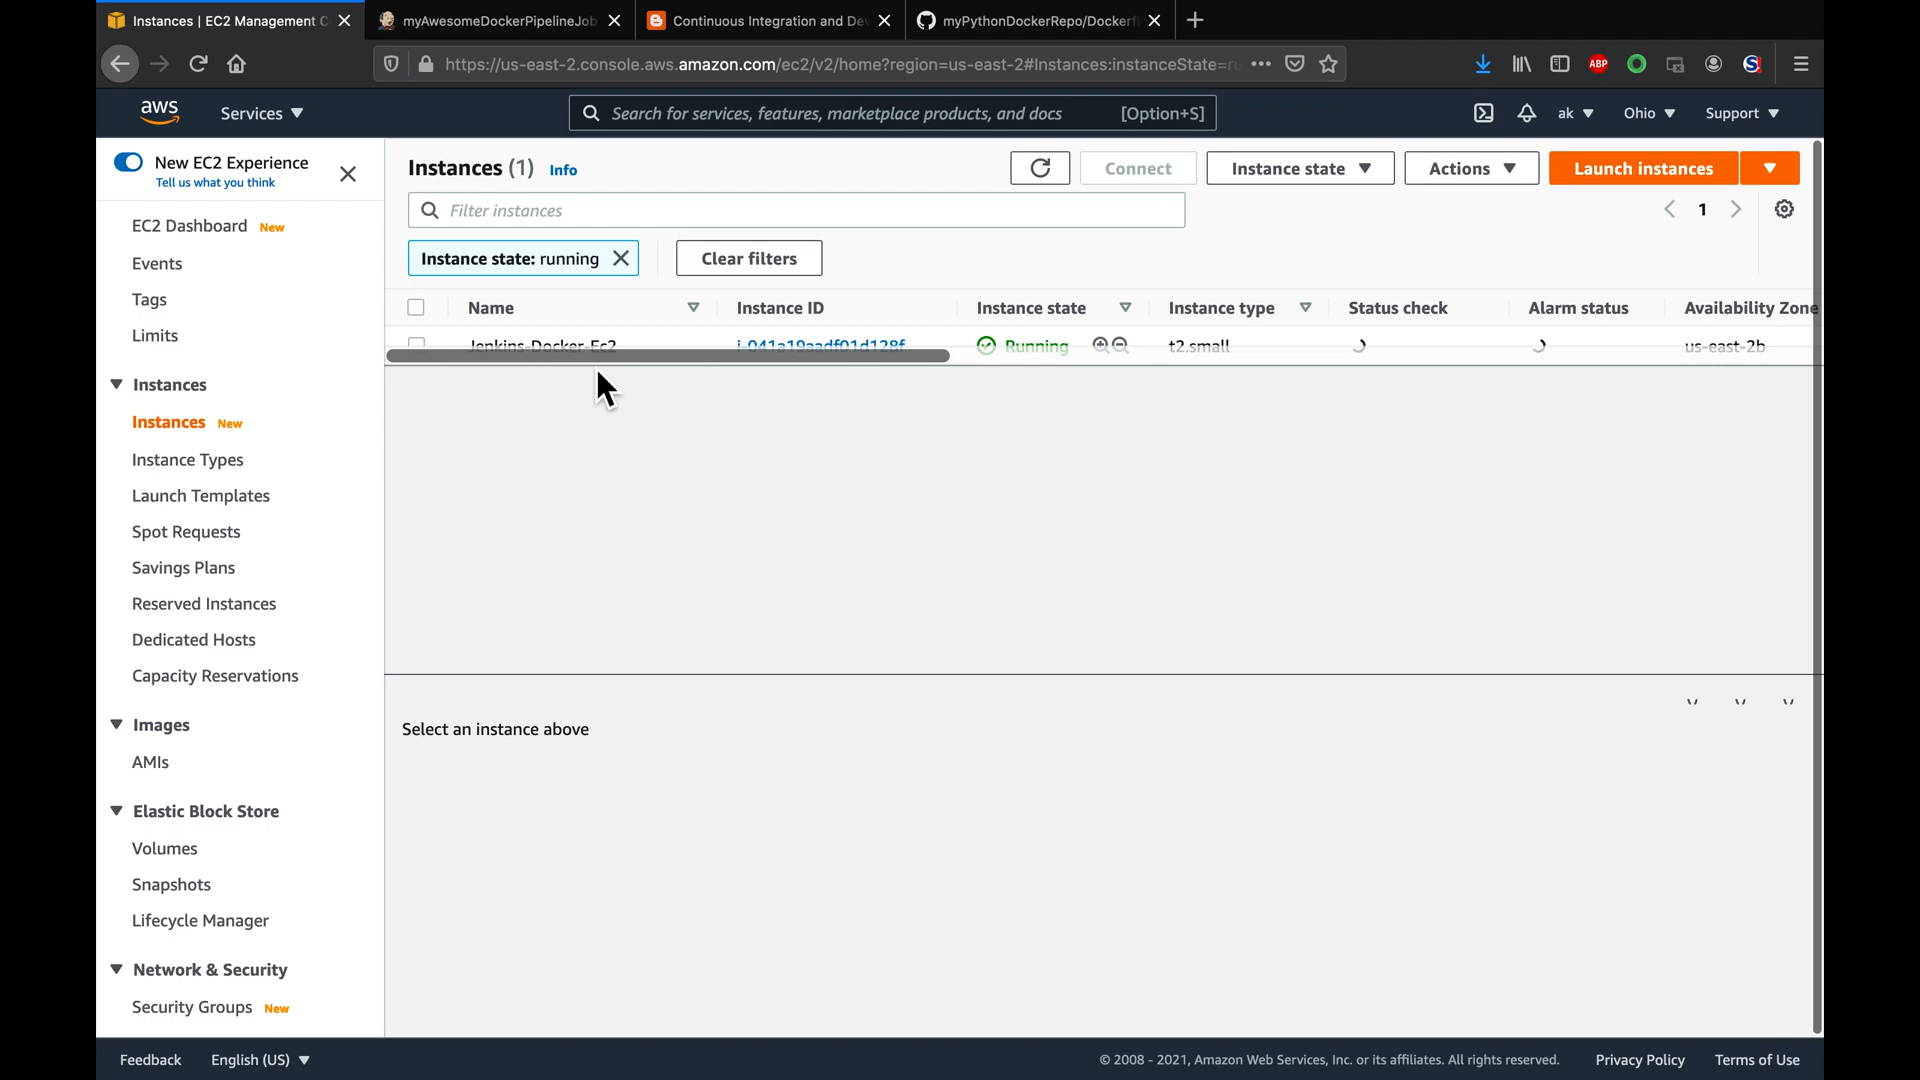 Instances | EC2 Management C
myAwesomeDockerPipelineJob
Continuous Integration and De
myPythonDockerRepo/Dockerf
https://us-east-2.console.aws.amazon.com/ec2/v2/home?region=us-east-2#Instances:instanceState=ru
ABP
aws
Services
Search for services, features, marketplace products, and docs
[Option+S]
ak
Ohio
Support
New EC2 Experience
Tell us what you think
EC2 Dashboard New
Events
Tags
Limits
Instances
Instances New
Instance Types
Launch Templates
Spot Requests
Savings Plans
Reserved Instances
Dedicated Hosts
Capacity Reservations
Images
AMIs
Elastic Block Store
Volumes
Snapshots
Lifecycle Manager
Network & Security
Security Groups New
Instances (1) Info
Connect
Instance state
Actions
Launch instances
Filter instances
1
Instance state: running
Clear filters
Name
Instance ID
Instance state
Instance type
Status check
Alarm status
Availability Zone
Jenkins-Docker-Ec2
i-041a19aadf01d128f
Running
t2.small
us-east-2b
Select an instance above
Feedback
English (US)
© 2008 - 2021, Amazon Web Services, Inc. or its affiliates. All rights reserved.
Privacy Policy
Terms of Use